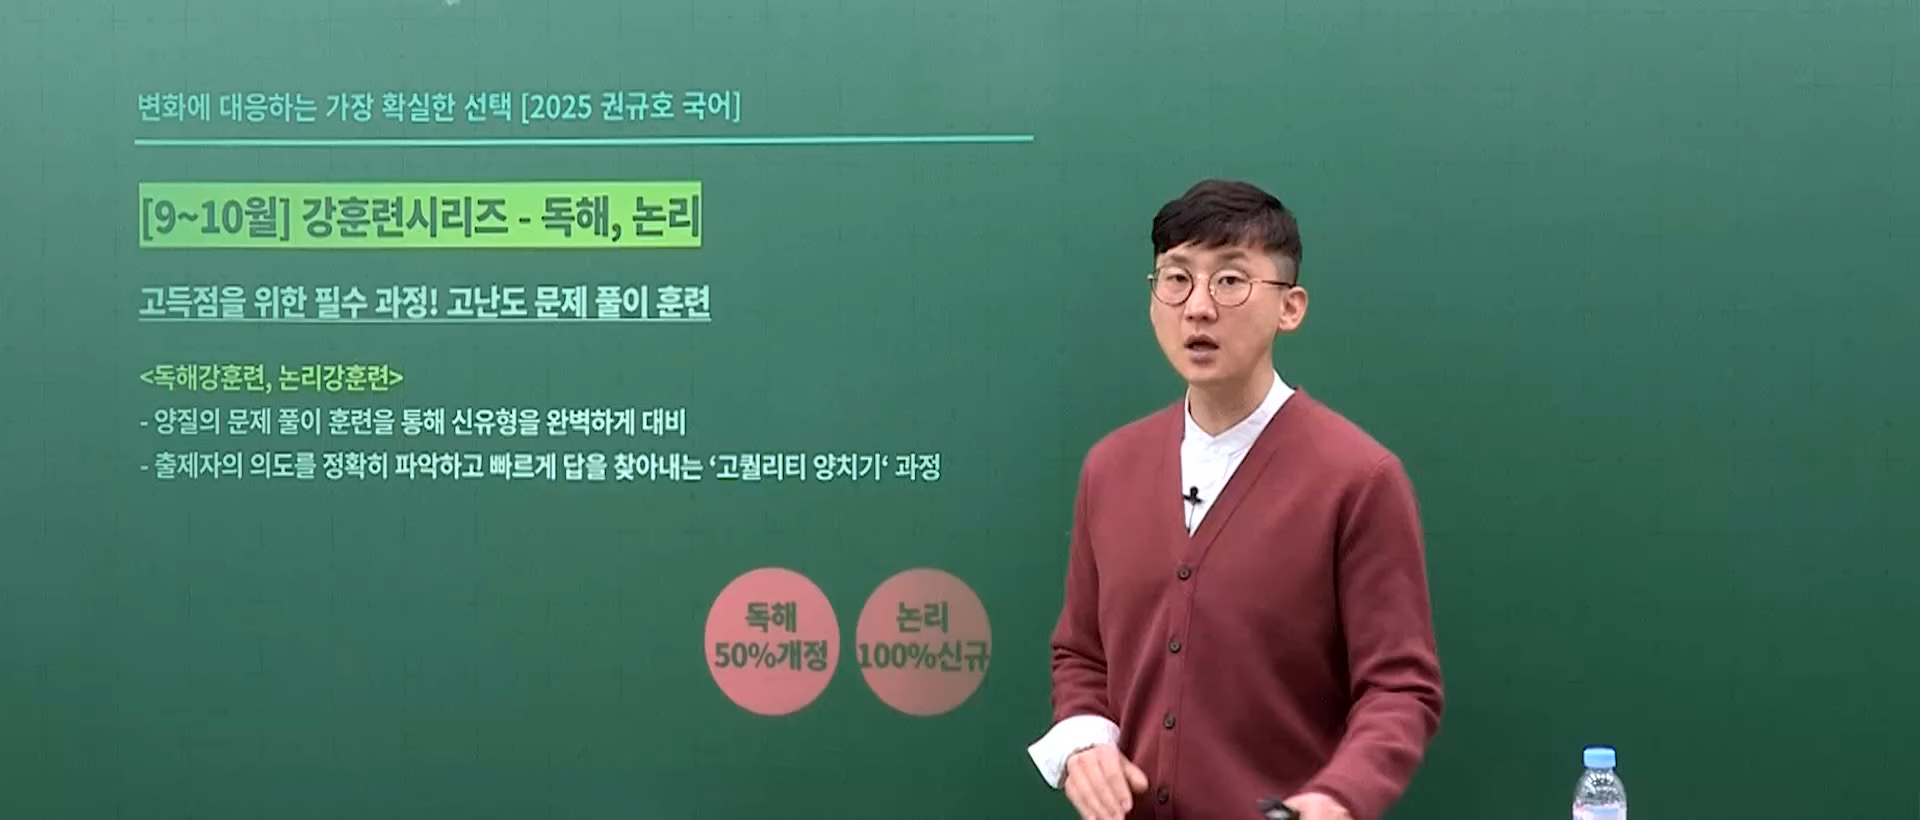 변화에 대응하는 가장 확실한 선택 [2025 권규호 국어]
[9~10월] 강훈련시리즈 - 독해, 논리
고득점을 위한 필수 과정! 고난도 문제 풀이 훈련
<독해강훈련, 논리강훈련>
- 양질의 문제 풀이 훈련을 통해 신유형을 완벽하게 대비
- 출제자의 의도를 정확히 파악하고 빠르게 답을 찾아내는 ‘고퀄리티 양치기‘ 과정
독해
50%개정
논리
100%신규